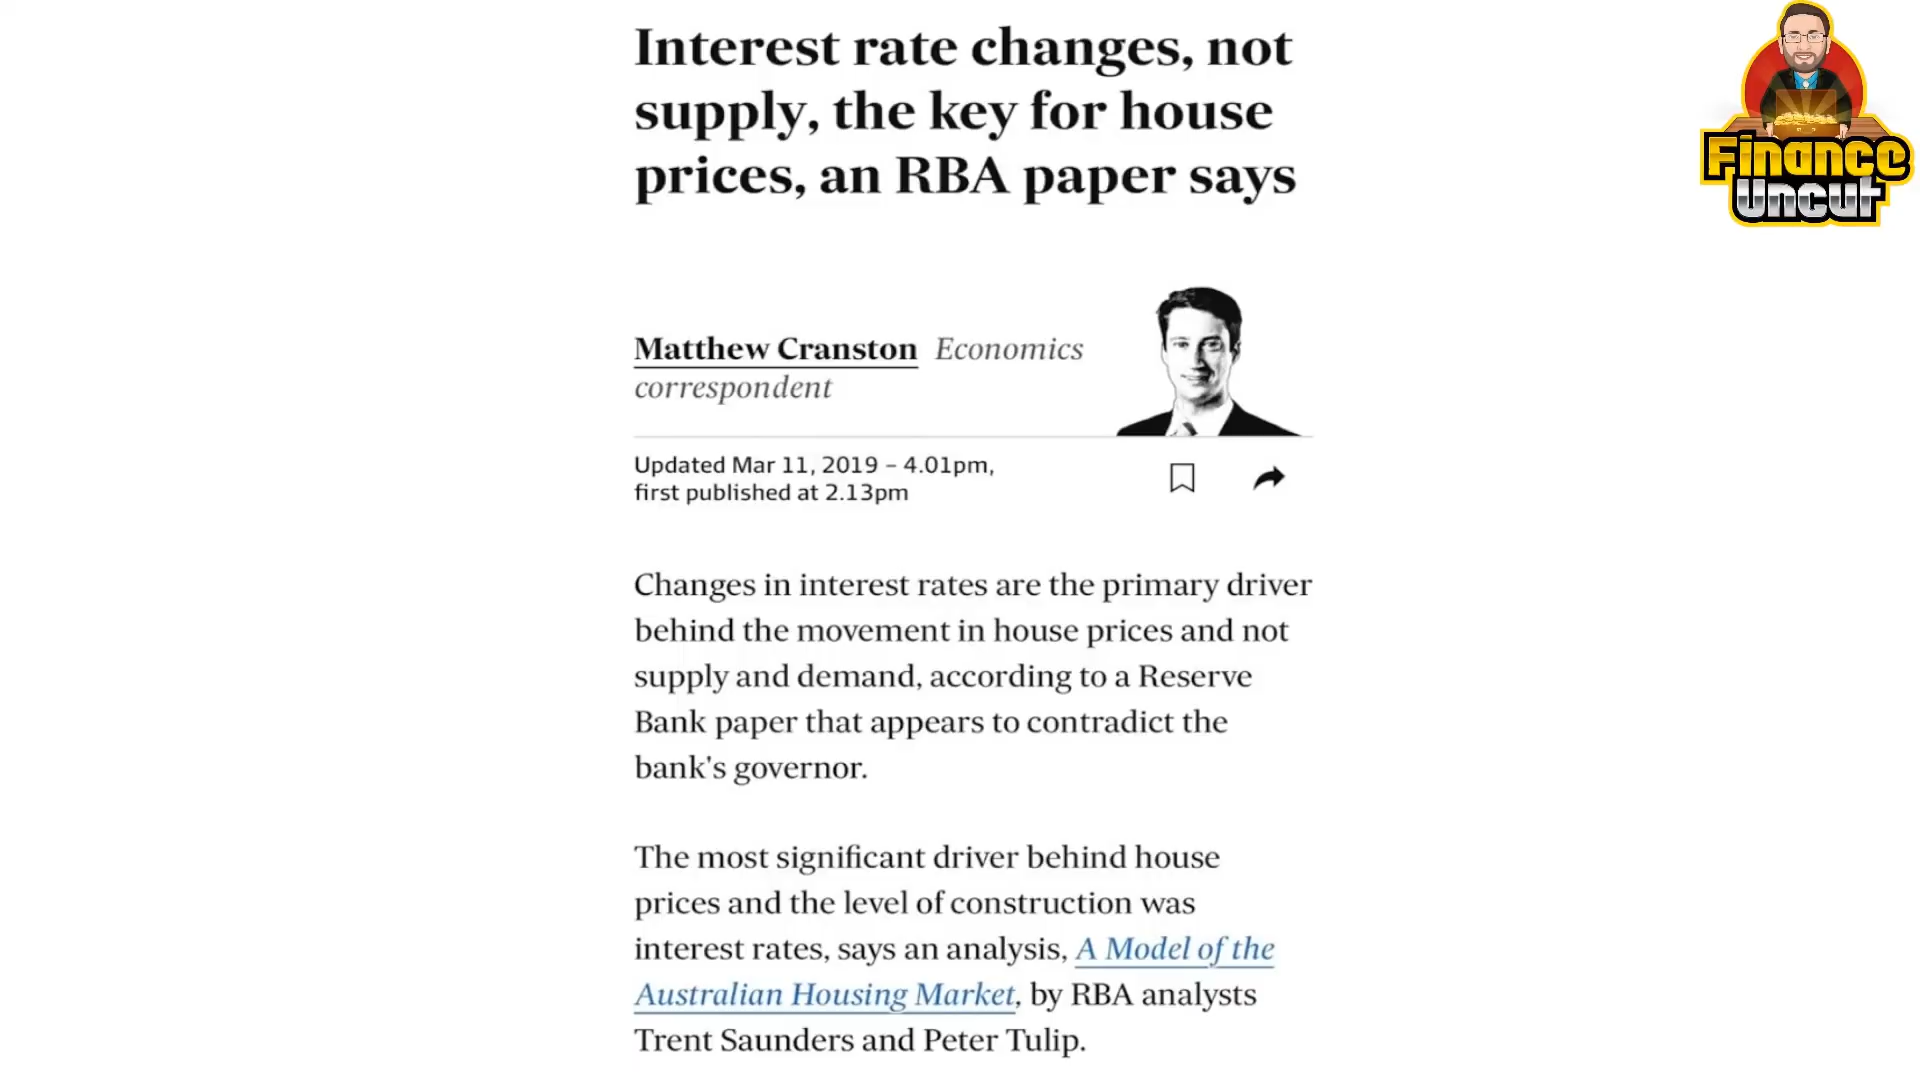 Interest rate changes, not
supply, the key for house
prices, an RBA paper says
Finance
Uncut
Matthew Cranston Economics
correspondent
Updated Mar 11, 2019 – 4.01pm,
first published at 2.13pm
Changes in interest rates are the primary driver
behind the movement in house prices and not
supply and demand, according to a Reserve
Bank paper that appears to contradict the
bank's governor.
The most significant driver behind house
prices and the level of construction was
interest rates, says an analysis, A Model of the
Australian Housing Market, by RBA analysts
Trent Saunders and Peter Tulip.